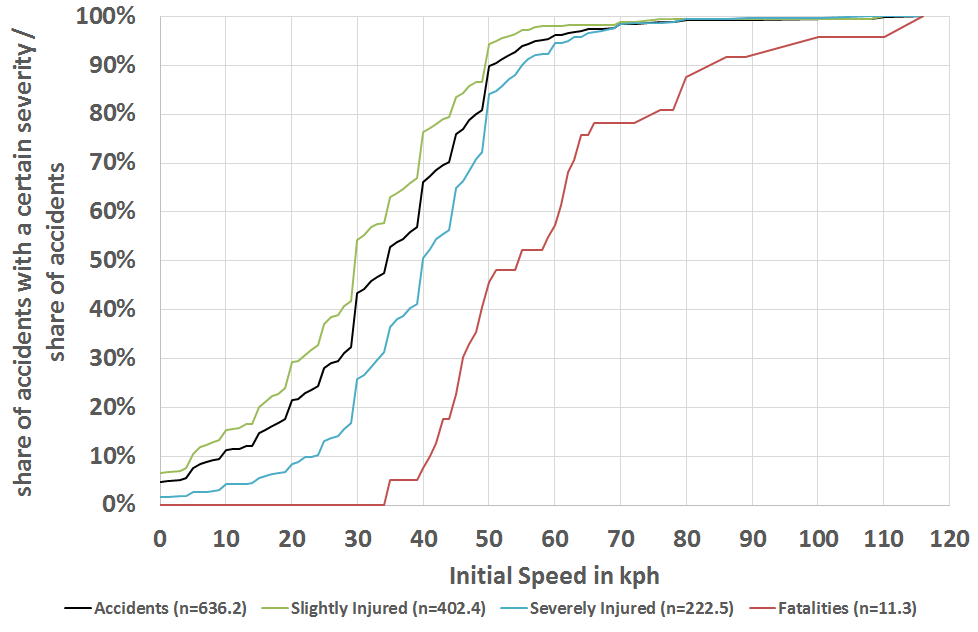 share of accidents with a certain severity /
share of accidents
100%
90%
80%
70%
60%
50%
40%
30%
20%
10%
0%
0 10 20 30 40 50 60 70 80 90 100 110 120
Initial Speed in kph
Accidents (n=636.2) Slightly Injured (n=402.4) Severely Injured (n=222.5) Fatalities (n=11.3)